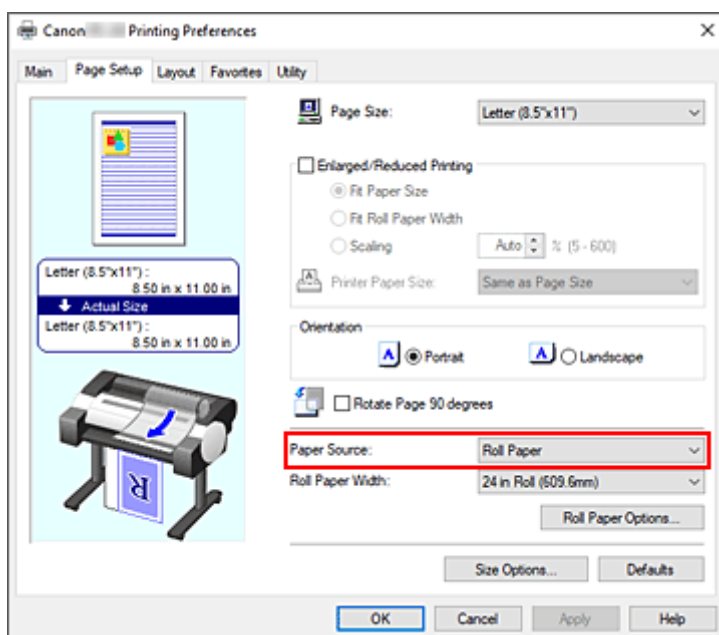 Canon Printing Preferences
Main Page Setup Layout Favorites Utility
Page Size: Letter (8.5"x11")
Enlarged/Reduced Printing
Fit Paper Size
Fit Roll Paper Width
Scaling Auto % (5 - 600)
Printer Paper Size: Same as Page Size
Letter (8.5"x11") :
8.50 in x 11.00 in
Actual Size
Letter (8.5"x11") :
8.50 in x 11.00 in
Orientation
A Portrait A Landscape
Rotate Page 90 degrees
Paper Source: Roll Paper
Roll Paper Width: 24 in Roll (609.6mm)
R
Roll Paper Options...
Size Options... Defaults
OK Cancel Apply Help